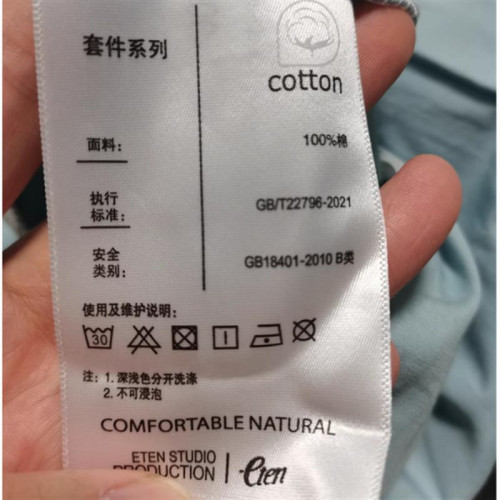 套件系列
cotton
面料：
100%棉
执行
标准：
GB/T22796-2021
安全
类别：
GB18401-2010 B类
使用及维护说明：
30
注：1. 深浅色分开洗涤
2. 不可浸泡
COMFORTABLE NATURAL
ETEN STUDIO
PRODUCTION
eten